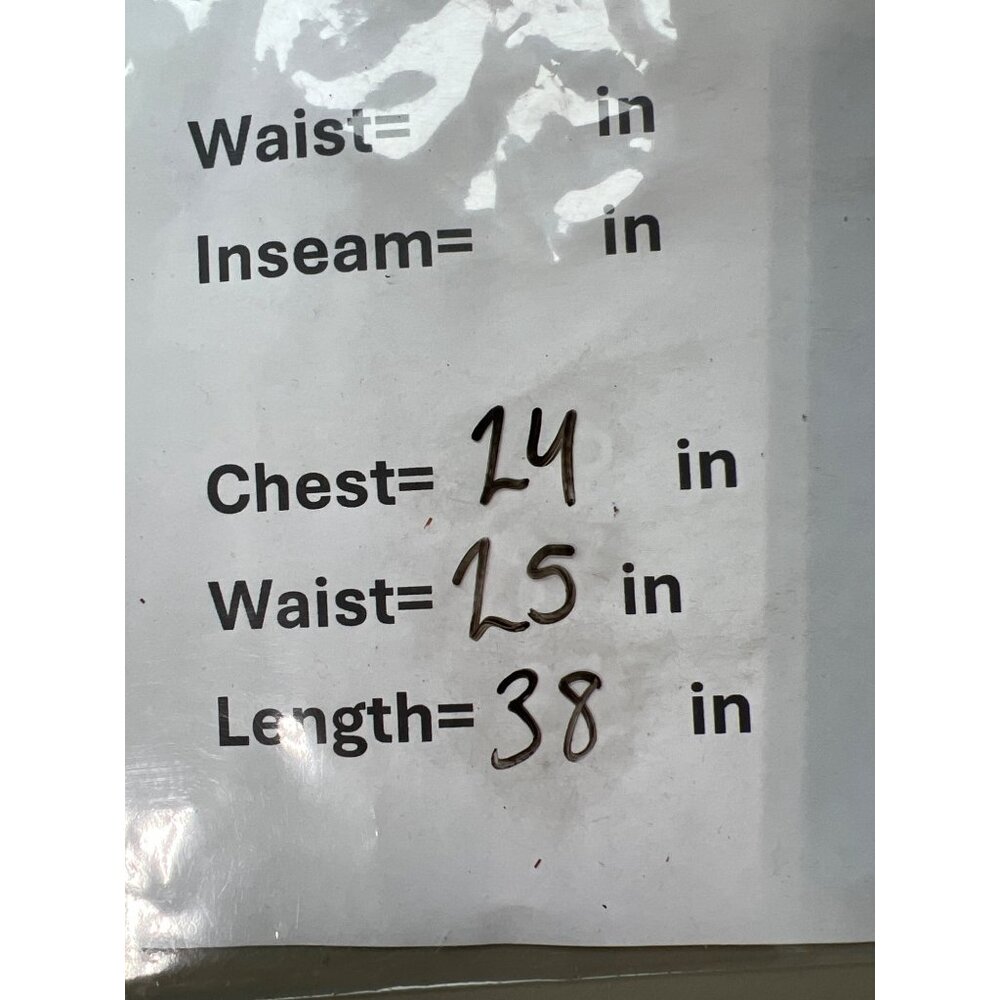 Waist= in
Inseam= in
Chest= 24 in
Waist= 25 in
Length= 38 in